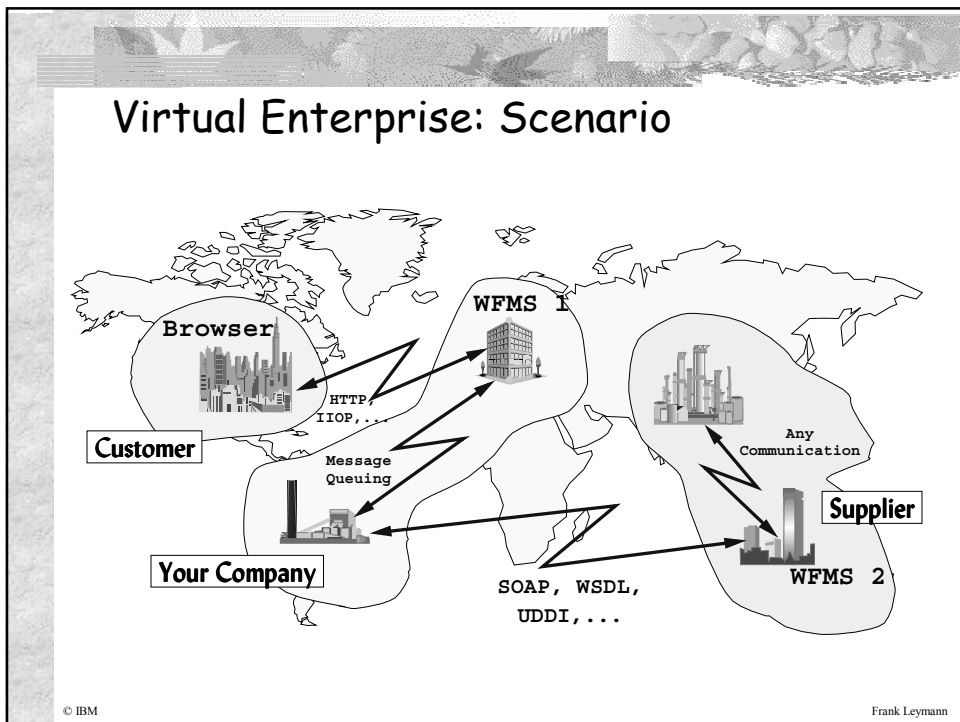 Virtual Enterprise: Scenario
WFMS 1
Browser
HTTP,
IIOP,...
Any
Communication
Customer
Message
Queuing
Supplier
Your Company
WFMS 2
SOAP, WSDL,
UDDI,...
© IBM
Frank Leymann